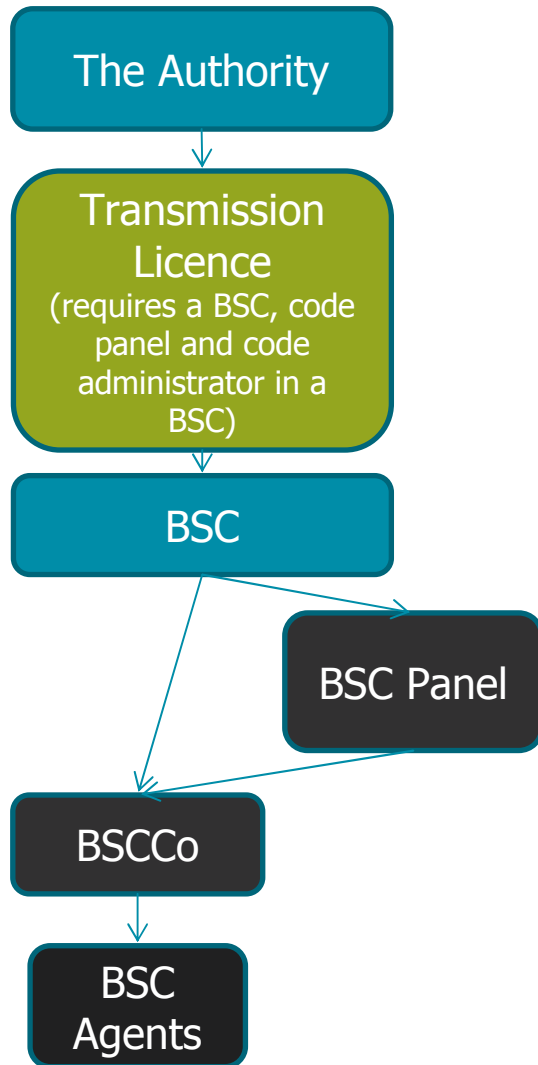 The Authority
Transmission
Licence
(requires a BSC, code
panel and code
administrator in a
BSC)
BSC
BSC Panel
BSCCo
BSC
Agents